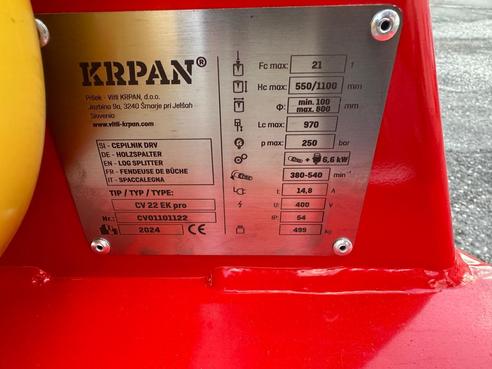 KRPAN®
Pišek - Vitli KRPAN, d.o.o.
Jazbina 9a, 3240 Šmarje pri Jelšah
Slovenia
www.vitli-krpan.com
SI - CEPILNIK DRV
DE - HOLZSPALTER
EN - LOG SPLITTER
FR - FENDEUSE DE BÛCHE
IT - SPACCALEGNA
TIP / TYP / TYPE:
CV 22 EK pro
Nr.: CV01101122
2024 CE
Fc max: 21 t
Hc max: 550/1100 mm
Φ: min. 100 max. 600 mm
Lc max: 970
p max: 250 bar
+ 6,6 kW
380-540 min⁻¹
I: 14,8 A
U: 400 V
IP: 54
499 kg